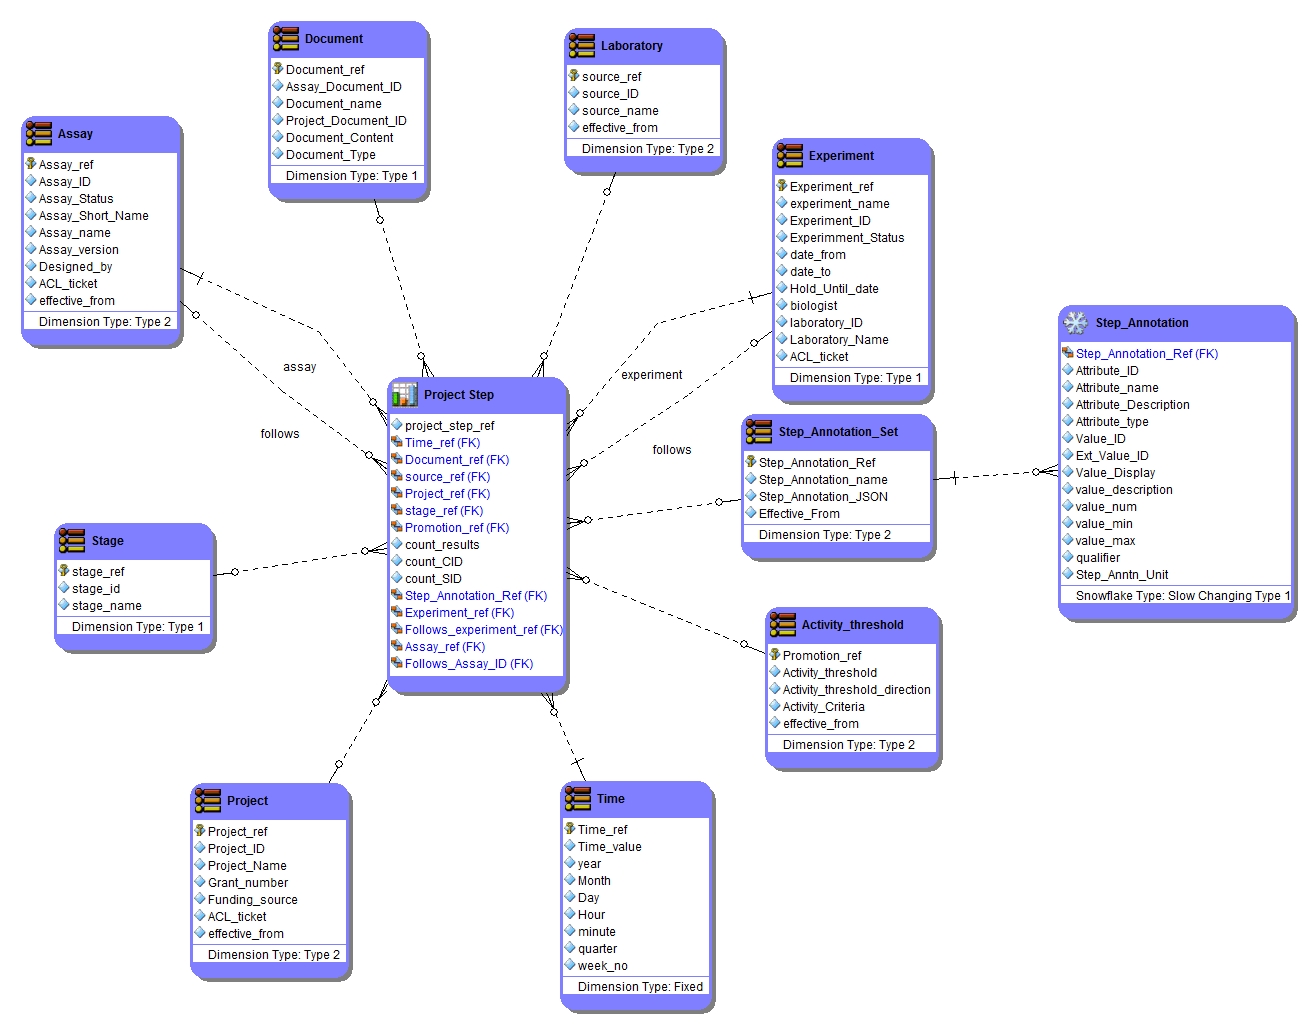 Document
Document_ref
Assay_Document_ID
Document_name
Project_Document_ID
Document_Content
Document_Type
Dimension Type: Type 1
Laboratory
source_ref
source_ID
source_name
effective_from
Dimension Type: Type 2
Assay
Assay_ref
Assay_ID
Assay_Status
Assay_Short_Name
Assay_name
Assay_version
Designed_by
ACL_ticket
effective_from
Dimension Type: Type 2
Experiment
Experiment_ref
experiment_name
Experiment_ID
Experimment_Status
date_from
date_to
Hold_Until_date
biologist
laboratory_ID
Laboratory_Name
ACL_ticket
Dimension Type: Type 1
assay
follows
experiment
follows
Project Step
project_step_ref
Time_ref (FK)
Document_ref (FK)
source_ref (FK)
Project_ref (FK)
stage_ref (FK)
Promotion_ref (FK)
count_results
count_CID
count_SID
Step_Annotation_Ref (FK)
Experiment_ref (FK)
Follows_experiment_ref (FK)
Assay_ref (FK)
Follows_Assay_ID (FK)
Step_Annotation_Set
Step_Annotation_Ref
Step_Annotation_name
Step_Annotation_JSON
Effective_From
Dimension Type: Type 2
Step_Annotation
Step_Annotation_Ref (FK)
Attribute_ID
Attribute_name
Attribute_Description
Attribute_type
Value_ID
Ext_Value_ID
Value_Display
value_description
value_num
value_min
value_max
qualifier
Step_Anntn_Unit
Snowflake Type: Slow Changing Type 1
Stage
stage_ref
stage_id
stage_name
Dimension Type: Type 1
Activity_threshold
Promotion_ref
Activity_threshold
Activity_threshold_direction
Activity_Criteria
effective_from
Dimension Type: Type 2
Project
Project_ref
Project_ID
Project_Name
Grant_number
Funding_source
ACL_ticket
effective_from
Dimension Type: Type 2
Time
Time_ref
Time_value
year
Month
Day
Hour
minute
quarter
week_no
Dimension Type: Fixed